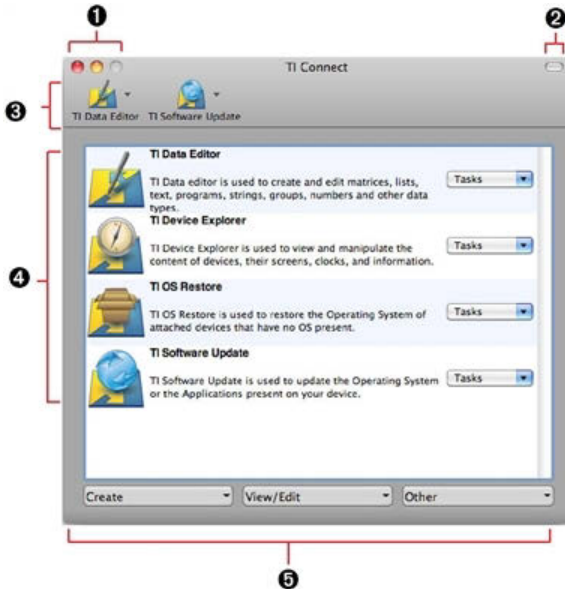 ❶
❷
TI Connect
❸
TI Data Editor TI Software Update
❹
TI Data Editor
TI Data editor is used to create and edit matrices, lists,
text, programs, strings, groups, numbers and other data
types.
Tasks
TI Device Explorer
TI Device Explorer is used to view and manipulate the
content of devices, their screens, clocks, and information.
Tasks
TI OS Restore
TI OS Restore is used to restore the Operating System of
attached devices that have no OS present.
Tasks
TI Software Update
TI Software Update is used to update the Operating System
or the Applications present on your device.
Tasks
Create View/Edit Other
❺